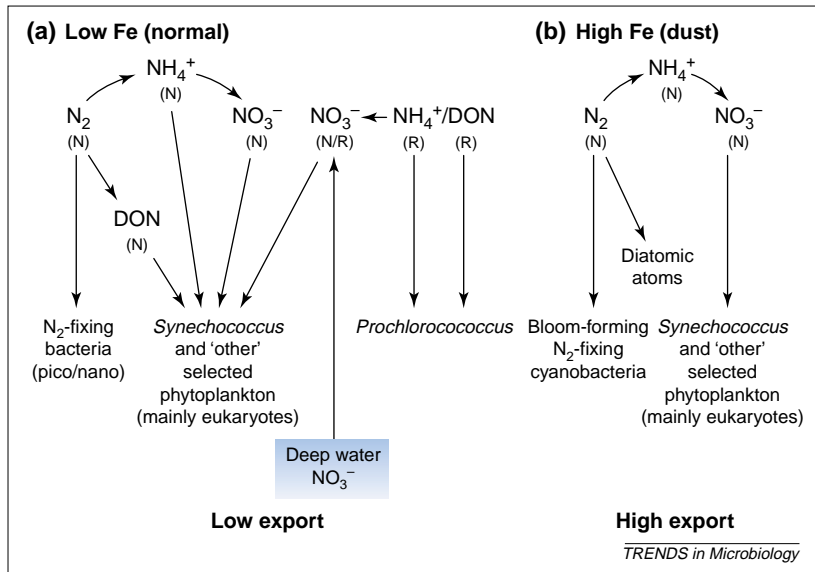 (a) Low Fe (normal)
NH₄⁺
(N)
N₂
(N)
NO₃⁻
(N)
DON
(N)
NO₃⁻
(N/R)
NH₄⁺/DON
(R) (R)
N₂-fixing
bacteria
(pico/nano)
Synechococcus
and ‘other’
selected
phytoplankton
(mainly eukaryotes)
Prochlorocococcus
Deep water
NO₃⁻
Low export
(b) High Fe (dust)
NH₄⁺
(N)
N₂
(N)
NO₃⁻
(N)
Diatomic
atoms
Bloom-forming
N₂-fixing
cyanobacteria
Synechococcus
and ‘other’
selected
phytoplankton
(mainly eukaryotes)
High export
TRENDS in Microbiology